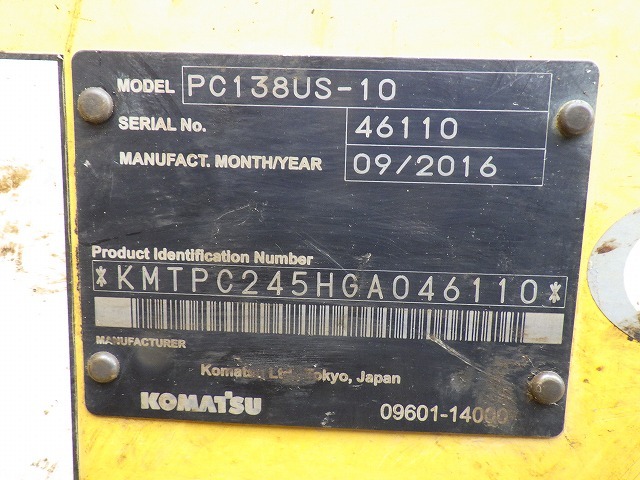 MODEL PC138US-10
SERIAL No. 46110
MANUFACT. MONTH/YEAR 09/2016
Product Identification Number
*KMTPC245HGA046110*
MANUFACTURER
Komatsu Ltd. Tokyo, Japan
KOMATSU 09601-14000